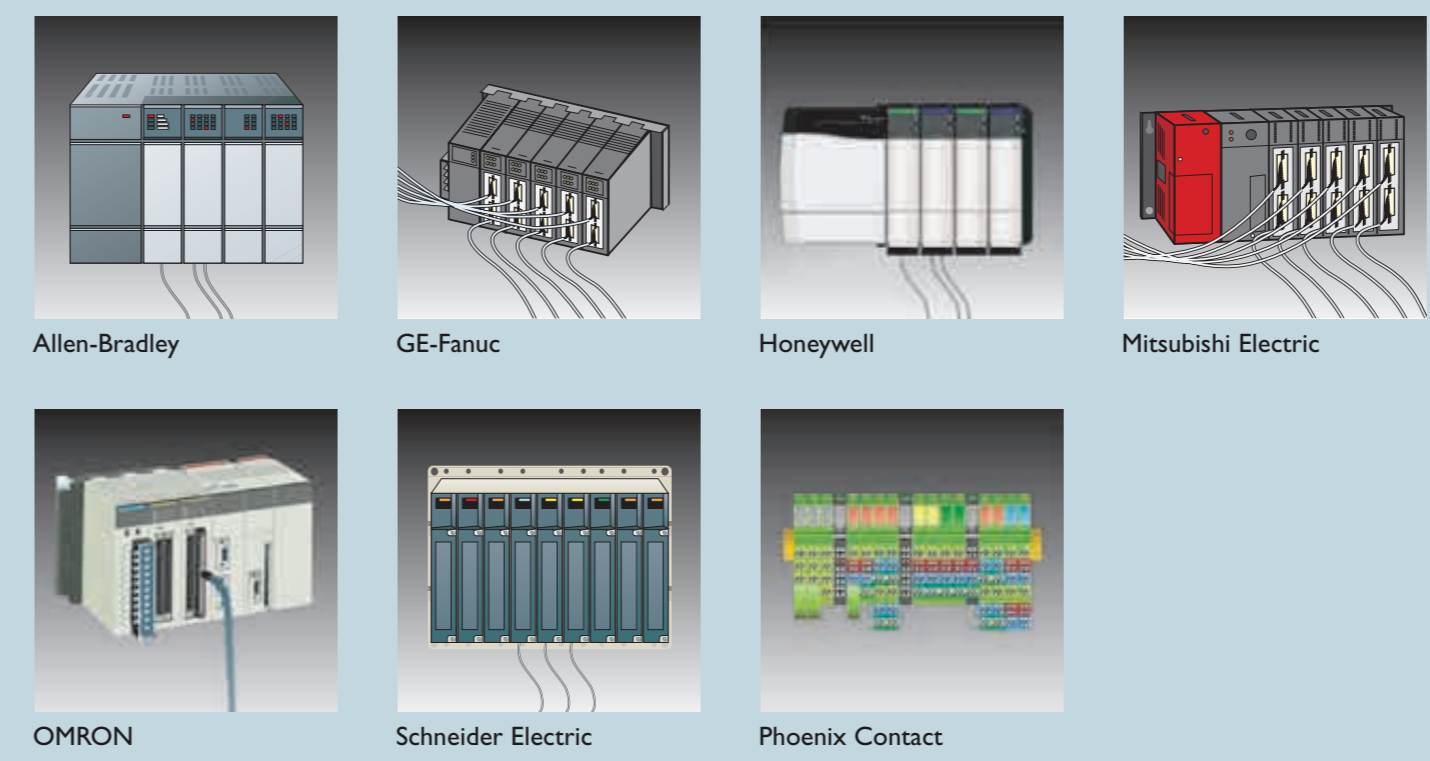 Allen-Bradley
GE-Fanuc
Honeywell
Mitsubishi Electric
OMRON
Schneider Electric
Phoenix Contact